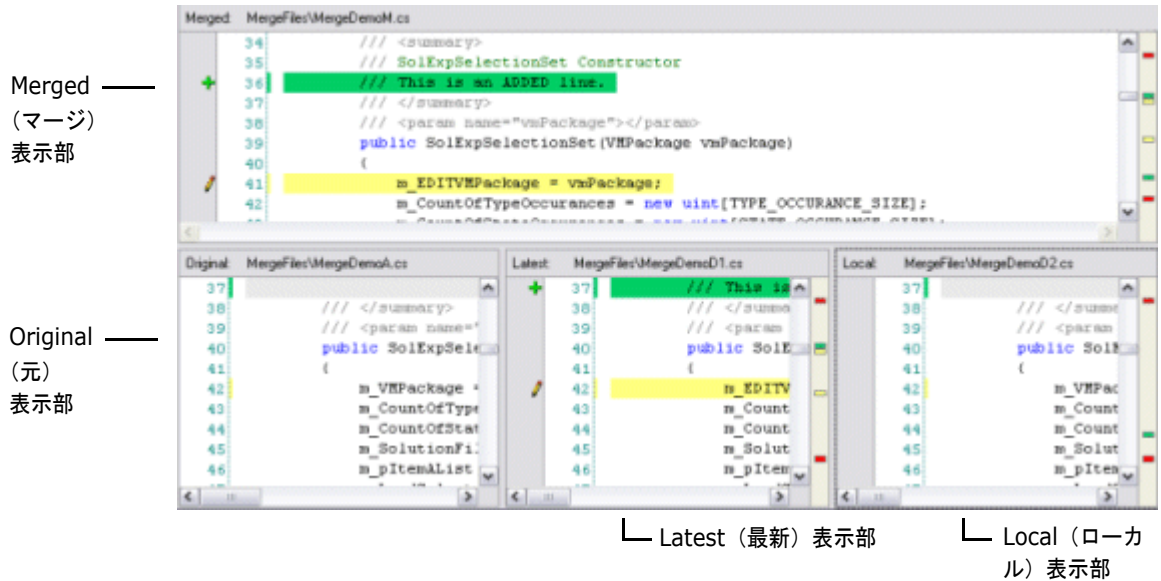 Merged: MergeFiles\MergeDemoM.cs
34 /// <summary>
35 /// SolExpSelectionSet Constructor
36 /// This is an ADDED line.
37 /// </summary>
38 /// <param name="vmPackage"></param>
39 public SolExpSelectionSet(VMPackage vmPackage)
40 {
41 m_EDITVMPackage = vmPackage;
42 m_CountOfTypeOccurances = new uint[TYPE_OCCURANCE_SIZE];
Merged
（マージ）
表示部
Original: MergeFiles\MergeDemoA.cs
37
38 /// </summary>
39 /// <param name="
40 public SolExpSele
41 {
42 m_VMPackage =
43 m_CountOfType
44 m_CountOfStat
45 m_SolutionFi
46 m_pItemAList
Latest: MergeFiles\MergeDemoD1.cs
37 /// This is
38 /// </summa
39 /// <param
40 public SolE
41 {
42 m_EDITV
43 m_Count
44 m_Count
45 m_Solut
46 m_pItem
Local: MergeFiles\MergeDemoD2.cs
37
38 /// </summa
39 /// <param
40 public SolE
41 {
42 m_VMPac
43 m_Count
44 m_Count
45 m_Solut
46 m_pItem
Original
（元）
表示部
Latest（最新）表示部
Local（ローカ
ル）表示部